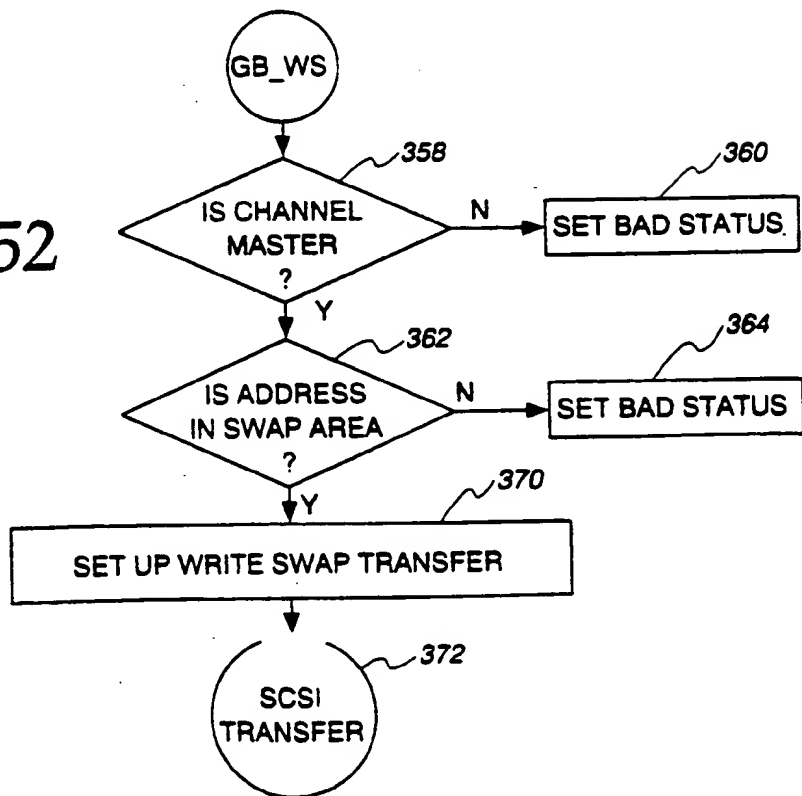 GB_WS
358
360
IS CHANNEL
MASTER
?
N
SET BAD STATUS
52
Y
362
364
IS ADDRESS
IN SWAP AREA
?
N
SET BAD STATUS
Y
370
SET UP WRITE SWAP TRANSFER
372
SCSI
TRANSFER